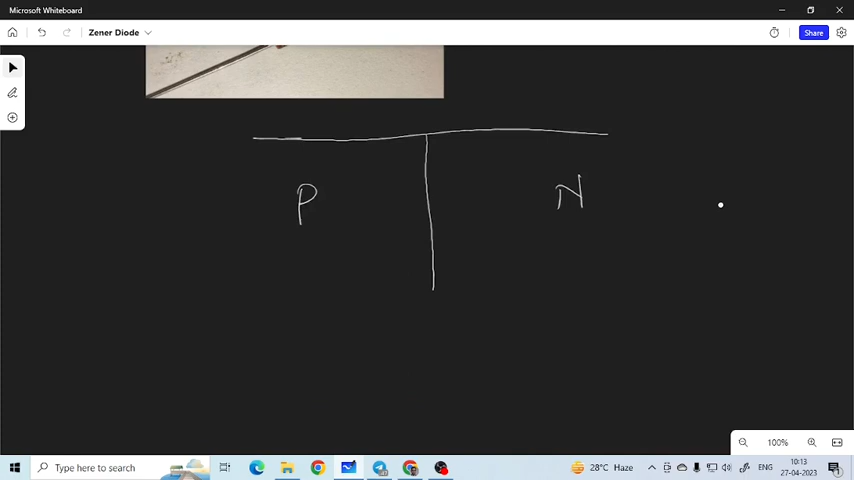 Microsoft Whiteboard
Zener Diode
Share
P N
100%
Type here to search
28°C Haze
ENG
10:13
27-04-2023